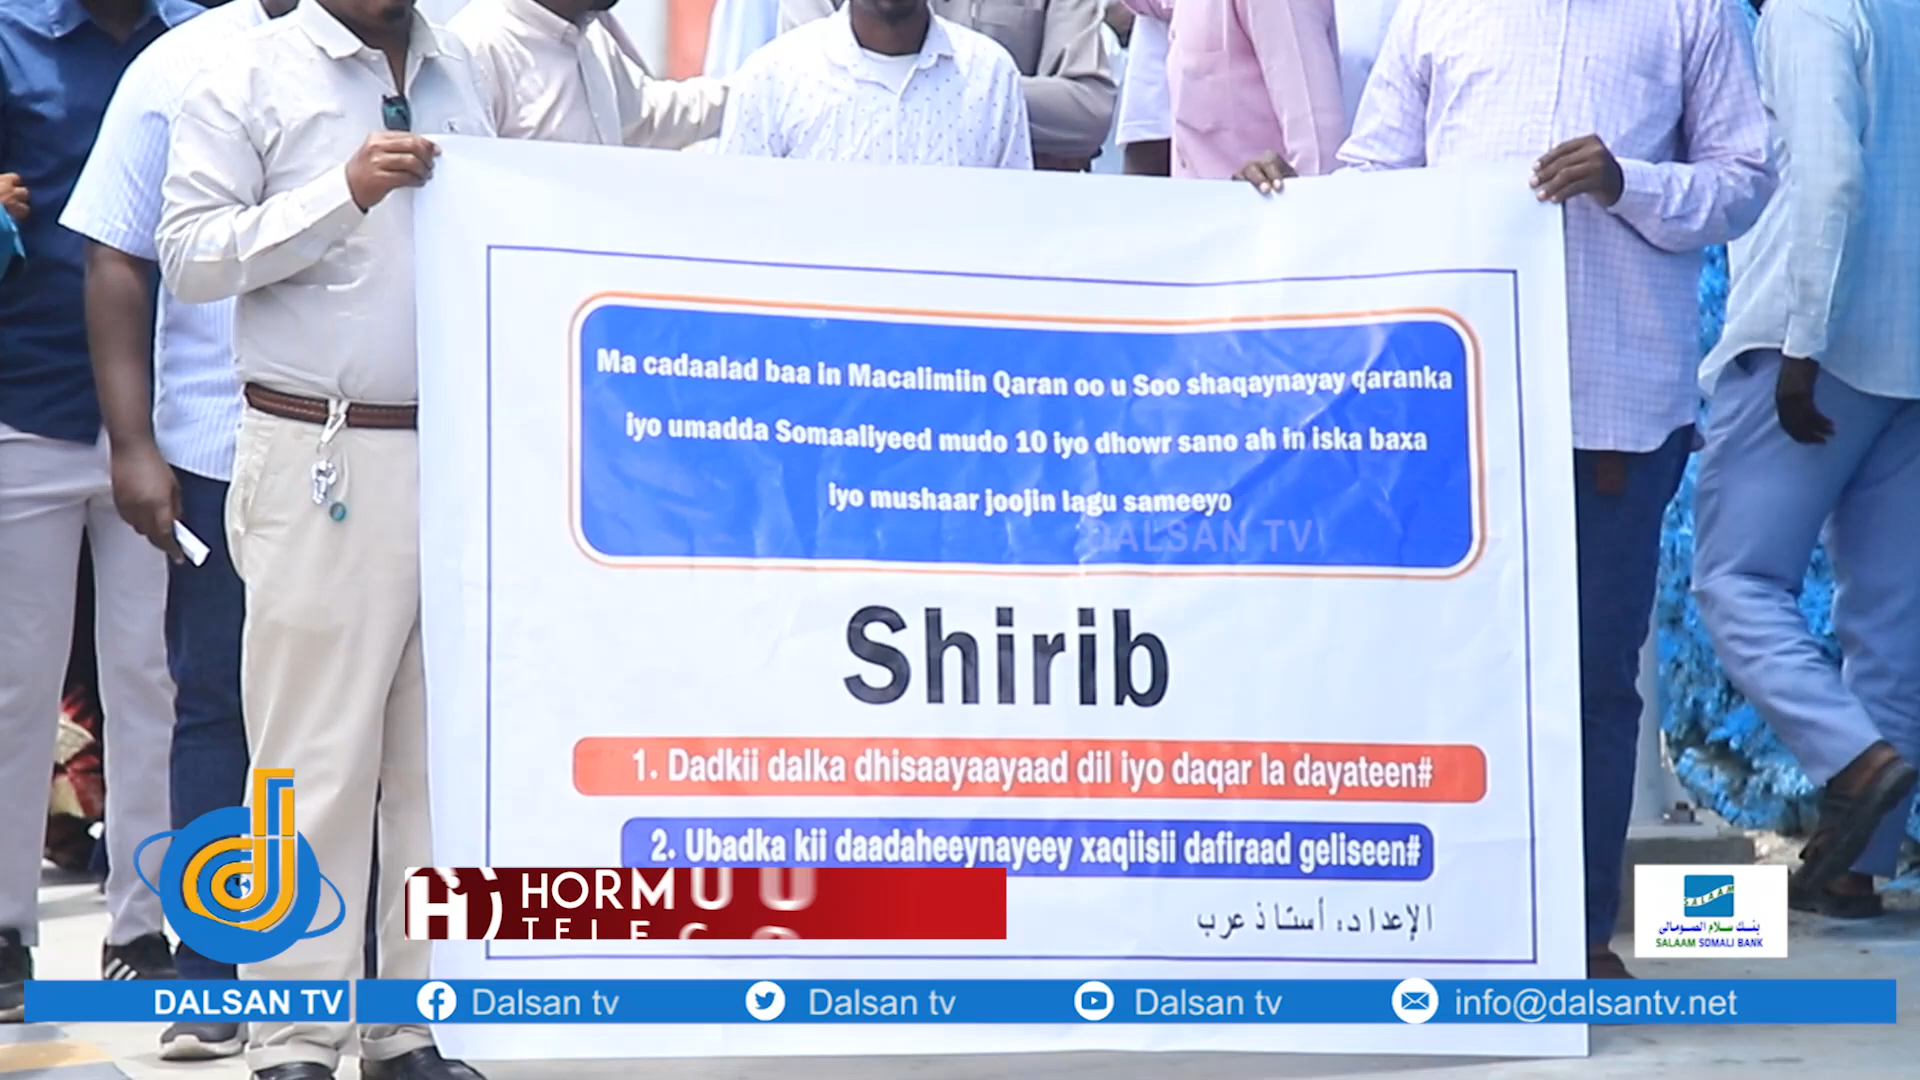 Ma cadaalad baa in Macalimiin Qaran oo u Soo shaqaynayay qaranka
iyo umadda Somaaliyeed mudo 10 iyo dhowr sano ah in iska baxa
iyo mushaar joojin lagu sameeyo
DALSAN TV
Shirib
1. Dadkii dalka dhisaayaayaad dil iyo daqar la dayateen#
2. Ubadka kii daadaheeynayeey xaqiisii dafiraad geliseen#
الإعداد، أستاذ عرب
HORMUU
TELECO
SALAAM
بنك سلام الصومالي
SALAAM SOMALI BANK
DALSAN TV
Dalsan tv
Dalsan tv
Dalsan tv
info@dalsantv.net